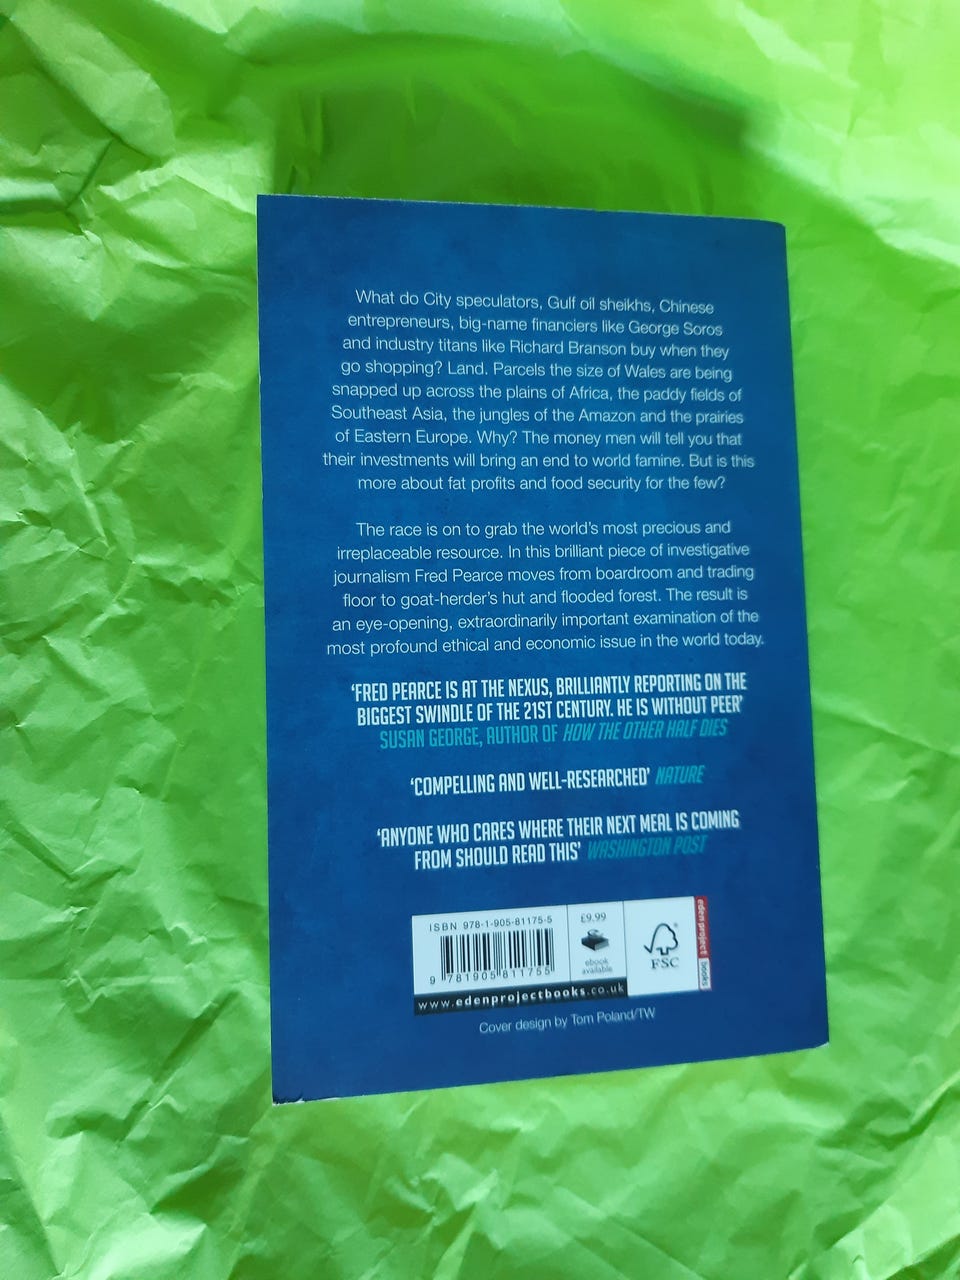 What do City speculators, Gulf oil sheikhs, Chinese
entrepreneurs, big-name financiers like George Soros
and industry titans like Richard Branson buy when they
go shopping? Land. Parcels the size of Wales are being
snapped up across the plains of Africa, the paddy fields of
Southeast Asia, the jungles of the Amazon and the prairies
of Eastern Europe. Why? The money men will tell you that
their investments will bring an end to world famine. But is this
more about fat profits and food security for the few?
The race is on to grab the world's most precious and
irreplaceable resource. In this brilliant piece of investigative
journalism Fred Pearce moves from boardroom and trading
floor to goat-herder's hut and flooded forest. The result is
an eye-opening, extraordinarily important examination of the
most profound ethical and economic issue in the world today.
'FRED PEARCE IS AT THE NEXUS, BRILLIANTLY REPORTING ON THE
BIGGEST SWINDLE OF THE 21ST CENTURY. HE IS WITHOUT PEER'
SUSAN GEORGE, AUTHOR OF HOW THE OTHER HALF DIES
'COMPELLING AND WELL-RESEARCHED' NATURE
'ANYONE WHO CARES WHERE THEIR NEXT MEAL IS COMING
FROM SHOULD READ THIS' WASHINGTON POST
ISBN 978-1-905-81175-5
9 781905 811755
£9.99
ebook
available
FSC
eden project books
www.edenprojectbooks.co.uk
Cover design by Tom Poland/TW